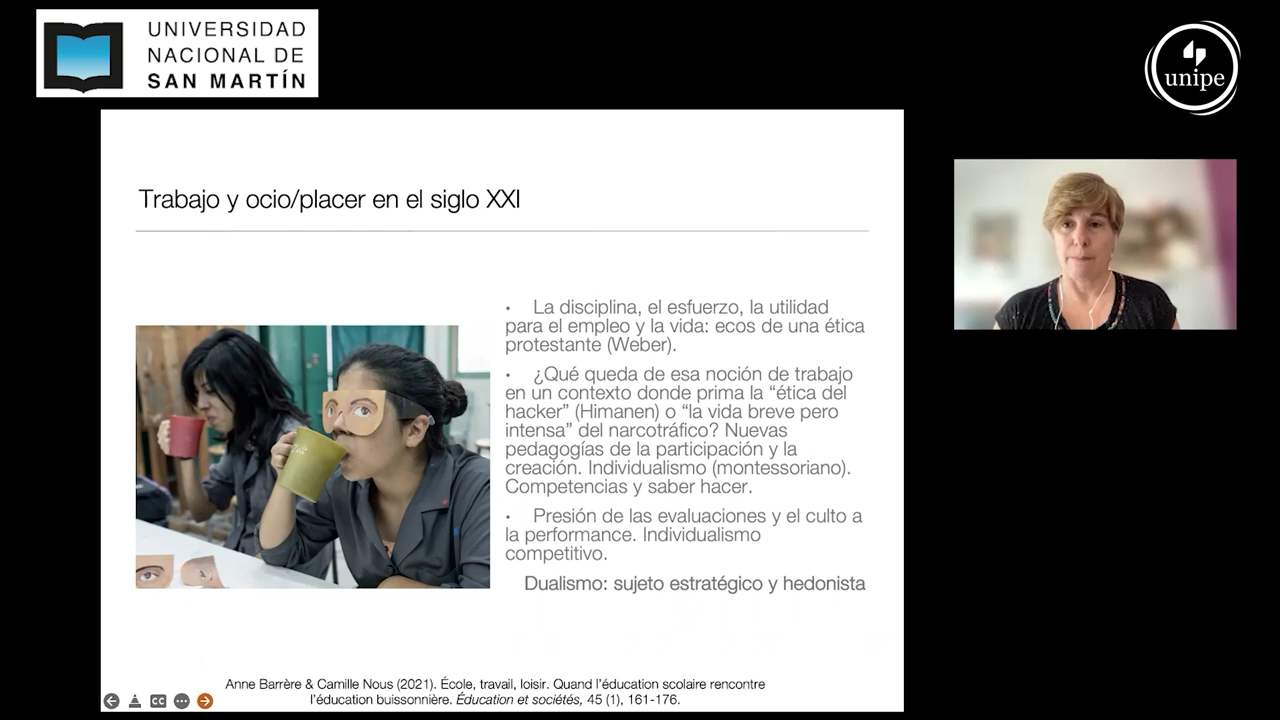 UNIVERSIDAD
NACIONAL DE
SAN MARTÍN
unipe
Trabajo y ocio/placer en el siglo XXI
· La disciplina, el esfuerzo, la utilidad
para el empleo y la vida: ecos de una ética
protestante (Weber).
· ¿Qué queda de esa noción de trabajo
en un contexto donde prima la “ética del
hacker” (Himanen) o “la vida breve pero
intensa” del narcotráfico? Nuevas
pedagogías de la participación y la
creación. Individualismo (montessoriano).
Competencias y saber hacer.
· Presión de las evaluaciones y el culto a
la performance. Individualismo
competitivo.
Dualismo: sujeto estratégico y hedonista
Anne Barrère & Camille Nous (2021). École, travail, loisir. Quand l’éducation scolaire rencontre
l’éducation buissonnière. Éducation et sociétés, 45 (1), 161-176.
CC